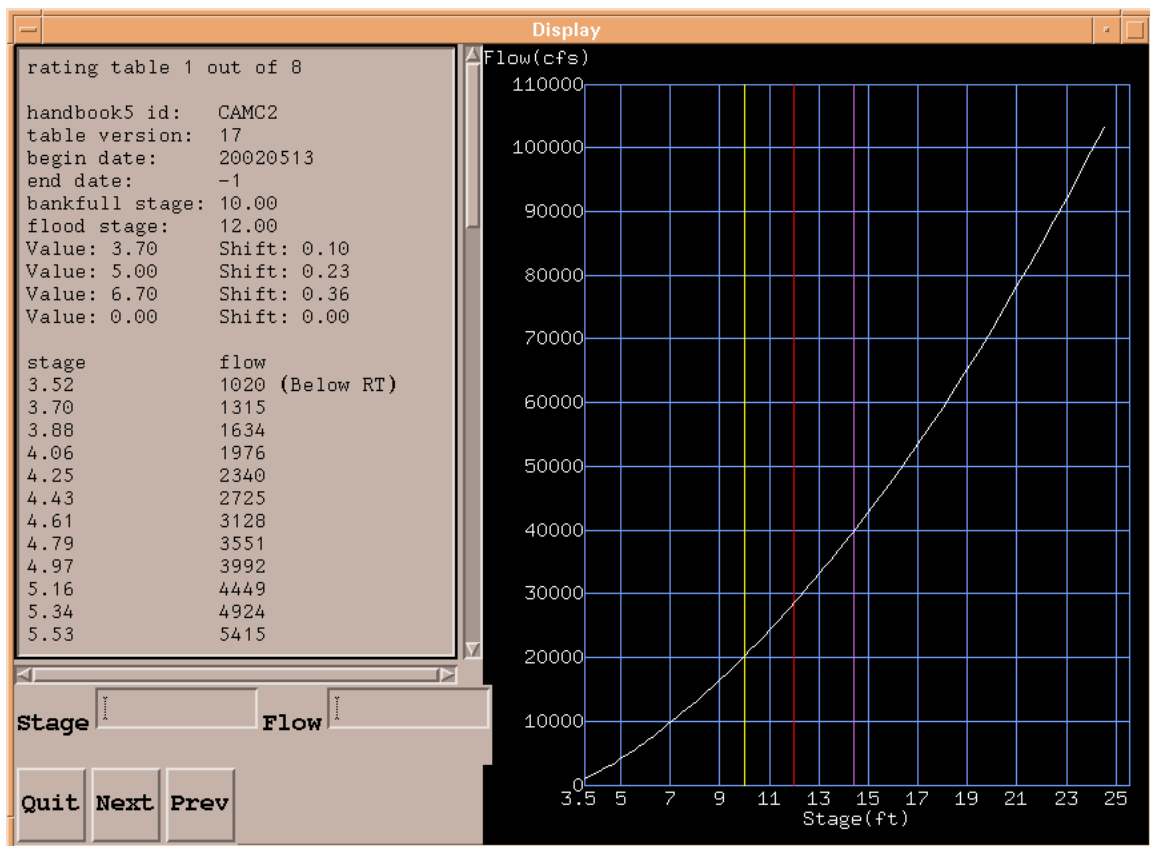 Display
rating table 1 out of 8
handbook5 id: CAMC2
table version: 17
begin date: 20020513
end date: -1
bankfull stage: 10.00
flood stage: 12.00
Value: 3.70 Shift: 0.10
Value: 5.00 Shift: 0.23
Value: 6.70 Shift: 0.36
Value: 0.00 Shift: 0.00
stage flow
3.52 1020 (Below RT)
3.70 1315
3.88 1634
4.06 1976
4.25 2340
4.43 2725
4.61 3128
4.79 3551
4.97 3992
5.16 4449
5.34 4924
5.53 5415
Stage Flow
Quit Next Prev
Flow(cfs)
110000
100000
90000
80000
70000
60000
50000
40000
30000
20000
10000
0
3.5 5 7 9 11 13 15 17 19 21 23 25
Stage(ft)